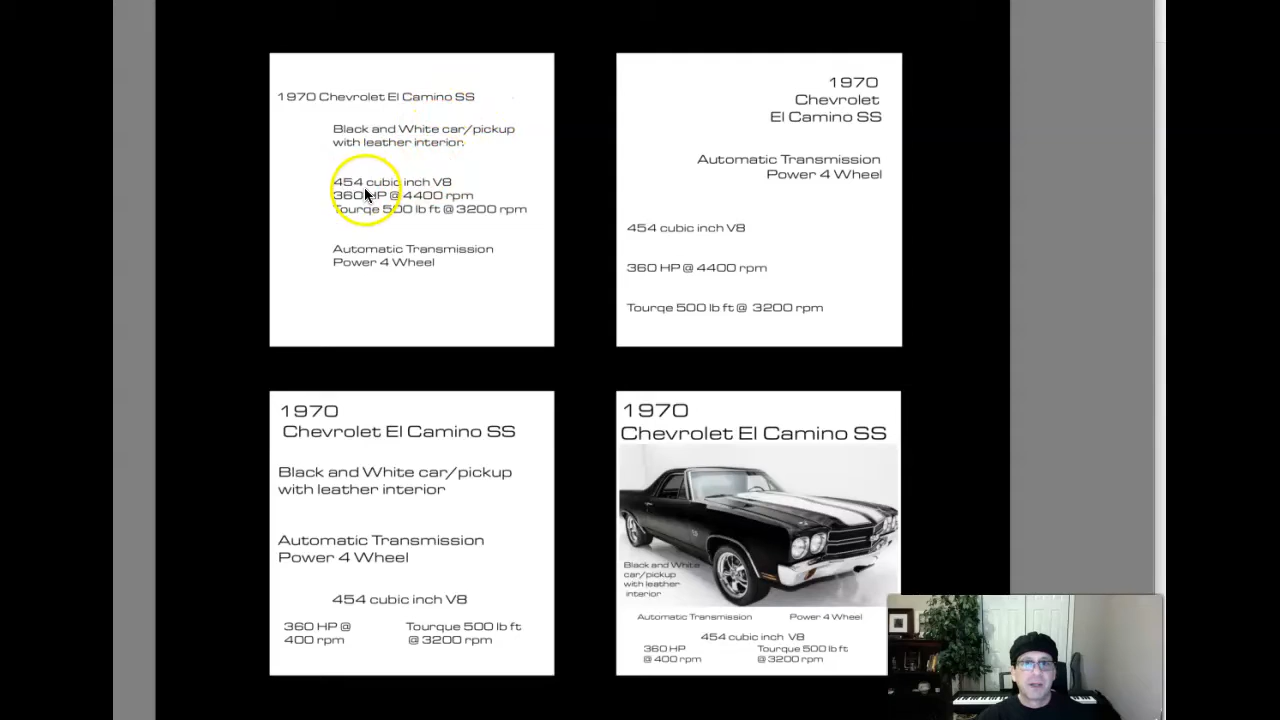 1970 Chevrolet El Camino SS
Black and White car/pickup
with leather interior.
454 cubic inch V8
360 HP @ 4400 rpm
Tourqe 500 lb ft @ 3200 rpm
Automatic Transmission
Power 4 Wheel
1970
Chevrolet
El Camino SS
Automatic Transmission
Power 4 Wheel
454 cubic inch V8
360 HP @ 4400 rpm
Tourqe 500 lb ft @ 3200 rpm
1970
Chevrolet El Camino SS
Black and White car/pickup
with leather interior
Automatic Transmission
Power 4 Wheel
454 cubic inch V8
360 HP @
400 rpm
Tourque 500 lb ft
@ 3200 rpm
1970
Chevrolet El Camino SS
Black and White
car/pickup
with leather
interior
Automatic Transmission
Power 4 Wheel
454 cubic inch V8
360 HP
@ 400 rpm
Tourque 500 lb ft
@ 3200 rpm